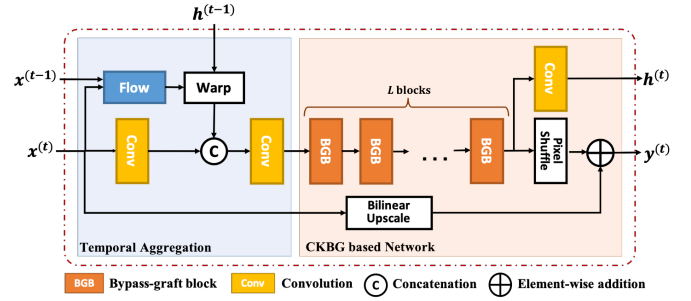 h^(t-1)
x^(t-1)
Flow
Warp
Conv
h^(t)
L blocks
x^(t)
Conv
C
Conv
BGB
BGB
...
BGB
Pixel
Shuffle
y^(t)
Bilinear
Upscale
Temporal Aggregation
CKBG based Network
BGB Bypass-graft block
Conv Convolution
C Concatenation
Element-wise addition